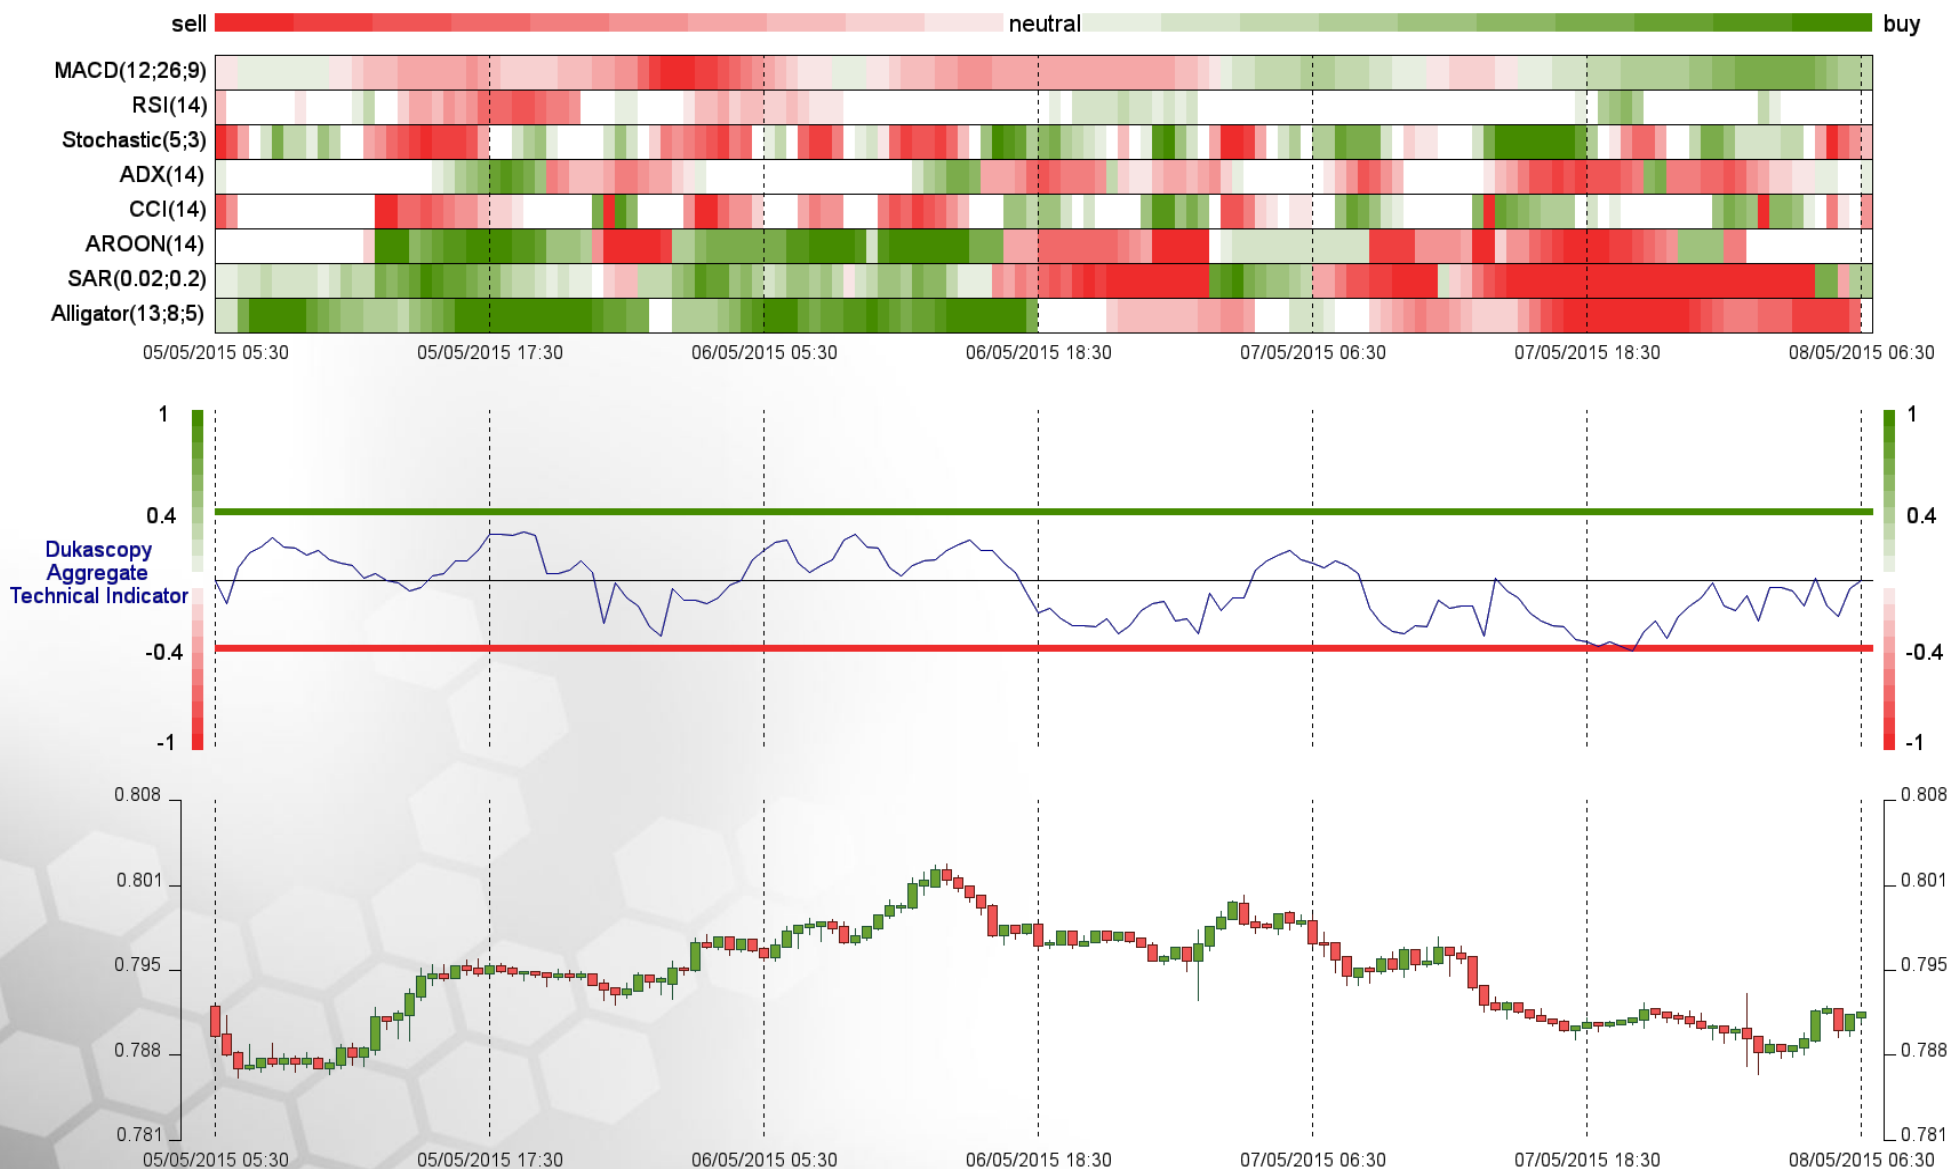 sell neutral buy
MACD(12;26;9)
RSI(14)
Stochastic(5;3)
ADX(14)
CCI(14)
AROON(14)
SAR(0.02;0.2)
Alligator(13;8;5)
05/05/2015 05:30 05/05/2015 17:30 06/05/2015 05:30 06/05/2015 18:30 07/05/2015 06:30 07/05/2015 18:30 08/05/2015 06:30
1 1
0.4 0.4
Dukascopy
Aggregate
Technical Indicator
-0.4 -0.4
-1 -1
0.808 0.808
0.801 0.801
0.795 0.795
0.788 0.788
0.781 0.781
05/05/2015 05:30 05/05/2015 17:30 06/05/2015 05:30 06/05/2015 18:30 07/05/2015 06:30 07/05/2015 18:30 08/05/2015 06:30